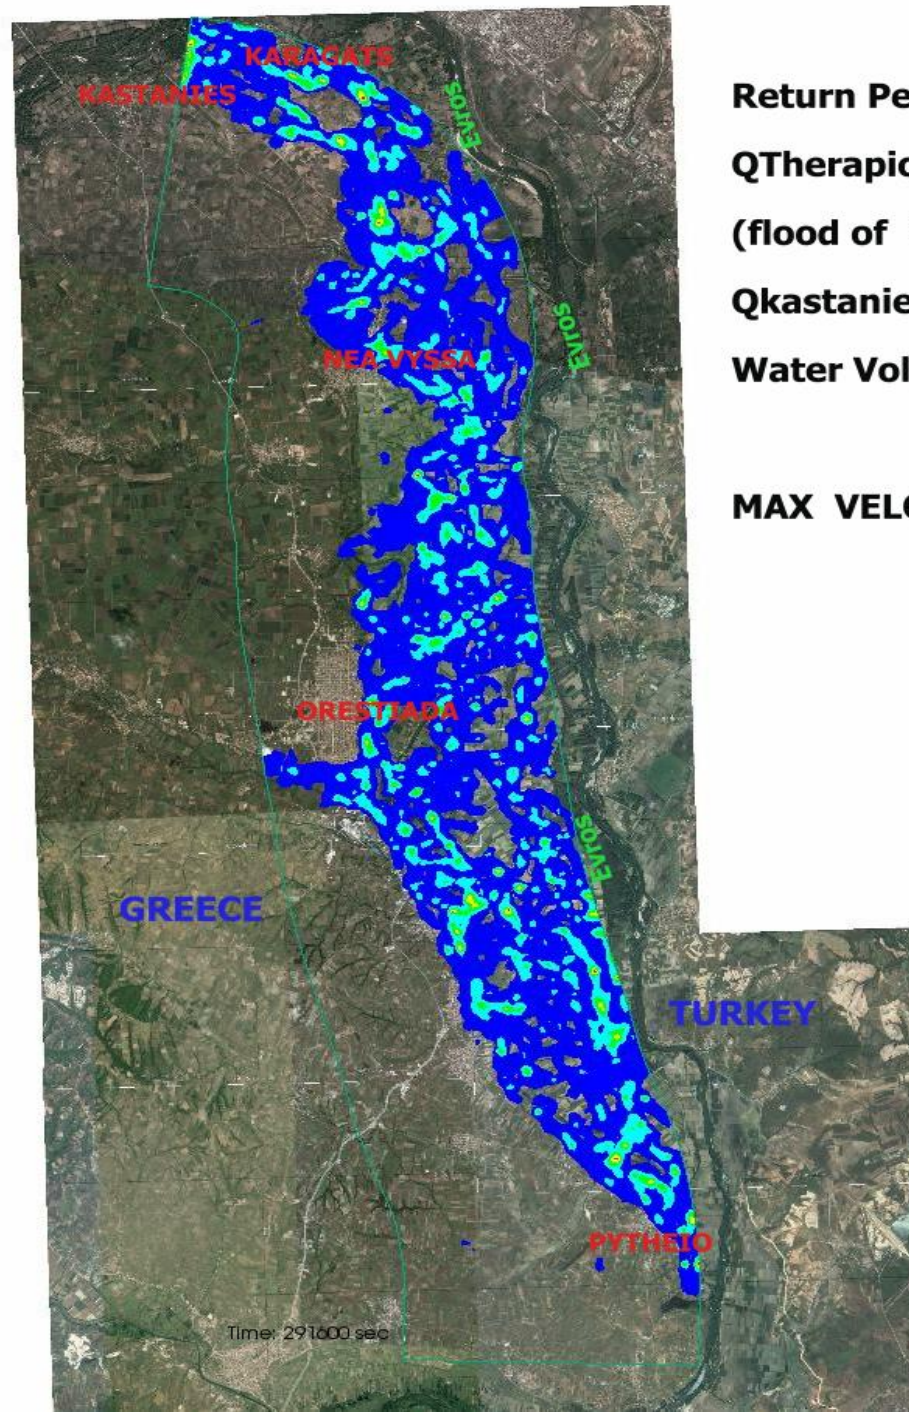 KARAGATS
KASTANIES
Evros
Return Pe
QTherapio
(flood of
Qkastanie
Water Vol
MAX VELO
Evros
NEA VYSSA
ORESTIADA
Evros
GREECE
TURKEY
PYTHEIO
Time: 291600 sec